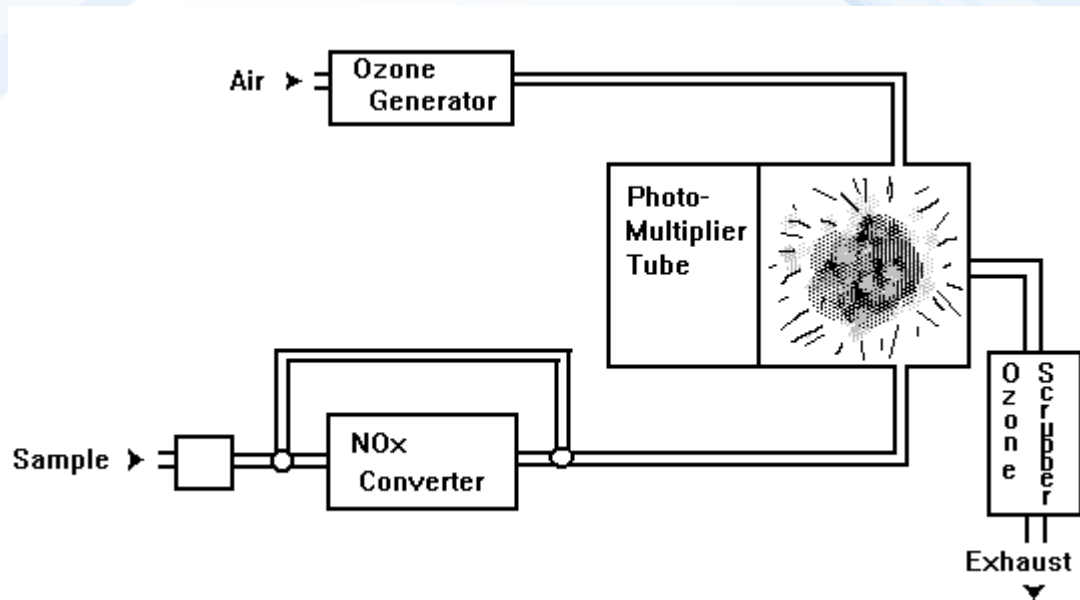 Ozone
Generator
Air
Photo-
Multiplier
Tube
Ozone
Scrubber
NOx
Converter
Sample
Exhaust